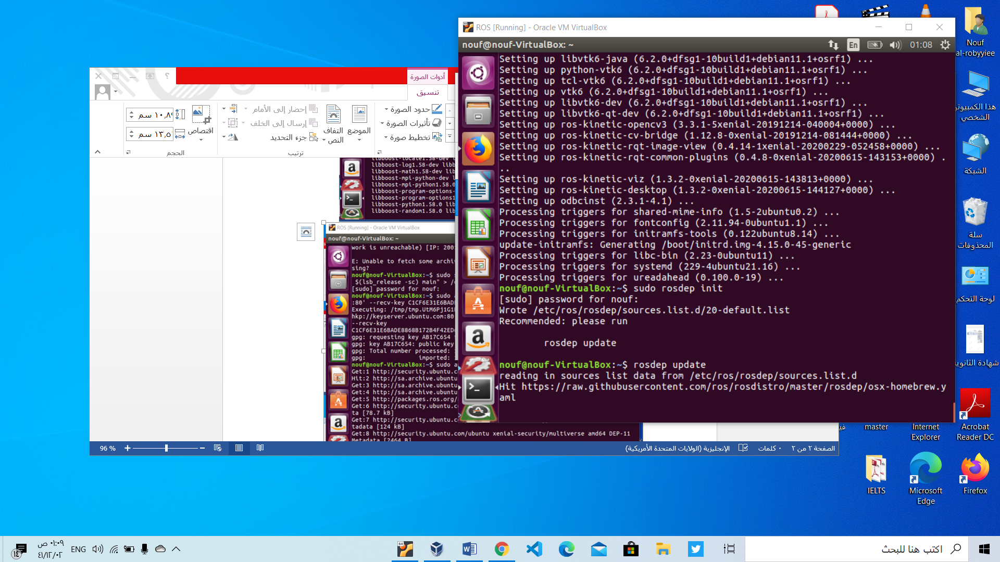 ROS [Running] - Oracle VM VirtualBox
nouf@nouf-VirtualBox: ~
En
01:08
Setting up libvtk6-java (6.2.0+dfsg1-10build1+debian11.1+osrf1) ...
Setting up python-vtk6 (6.2.0+dfsg1-10build1+debian11.1+osrf1) ...
Setting up tcl-vtk6 (6.2.0+dfsg1-10build1+debian11.1+osrf1) ...
Setting up vtk6 (6.2.0+dfsg1-10build1+debian11.1+osrf1) ...
Setting up libvtk6-dev (6.2.0+dfsg1-10build1+debian11.1+osrf1) ...
Setting up libvtk6-qt-dev (6.2.0+dfsg1-10build1+debian11.1+osrf1) ...
Setting up ros-kinetic-opencv3 (3.3.1-5xenial-20191214-040004+0000) ...
Setting up ros-kinetic-cv-bridge (1.12.8-0xenial-20191214-081444+0000) ...
Setting up ros-kinetic-rqt-image-view (0.4.14-1xenial-20200229-052458+0000) ...
Setting up ros-kinetic-rqt-common-plugins (0.4.8-0xenial-20200615-143153+0000) .
..
Setting up ros-kinetic-viz (1.3.2-0xenial-20200615-143813+0000) ...
Setting up ros-kinetic-desktop (1.3.2-0xenial-20200615-144127+0000) ...
Setting up odbcinst (2.3.1-4.1) ...
Processing triggers for shared-mime-info (1.5-2ubuntu0.2) ...
Processing triggers for fontconfig (2.11.94-0ubuntu1.1) ...
Processing triggers for initramfs-tools (0.122ubuntu8.14) ...
update-initramfs: Generating /boot/initrd.img-4.15.0-45-generic
Processing triggers for libc-bin (2.23-0ubuntu11) ...
Processing triggers for systemd (229-4ubuntu21.16) ...
Processing triggers for ureadahead (0.100.0-19) ...
nouf@nouf-VirtualBox:~$ sudo rosdep init
[sudo] password for nouf:
Wrote /etc/ros/rosdep/sources.list.d/20-default.list
Recommended: please run
rosdep update
nouf@nouf-VirtualBox:~$ rosdep update
reading in sources list data from /etc/ros/rosdep/sources.list.d
Hit https://raw.githubusercontent.com/ros/rosdistro/master/rosdep/osx-homebrew.y
aml
أدوات الصورة
تنسيق
حدود الصورة
تأثيرات الصورة
تخطيط صورة
الموضع
التفاف
النص
إحضار إلى الأمام
إرسال إلى الخلف
جزء التحديد
ترتيب
اقتصاص
١٠,٨٩ سم
سم
الحجم
libboost-locate1.58-dev
libboost-log1.58-dev
libboost-math1.58-dev
libboost-mpi-python-dev
libboost-mpi-python1.58.0
libboost-program-options-
libboost-program-options1
libboost-python1.58.0
libboost-random1.58.0
ROS [Running] - Oracle VM VirtualBox
nouf@nouf-VirtualBox: ~
work is unreachable) [IP: 200
E: Unable to fetch some archi
sing?
nouf@nouf-VirtualBox:~$ sudo s
$(lsb_release -sc) main" > /
[sudo] password for nouf:
nouf@nouf-VirtualBox:~$ sudo a
:80' --recv-key C1CF6E31E6BAD
Executing: /tmp/tmp.UtM6Pj1G1
hkp://keyserver.ubuntu.com:80
--recv-key
C1CF6E31E6BADE8868B172B4F42ED
gpg: requesting key AB17C654
gpg: key AB17C654: public key
gpg: Total number processed:
gpg: imported:
nouf@nouf-VirtualBox:~$ sudo a
Get:1 http://security.ubuntu.c
Hit:2 http://sa.archive.ubuntu
Get:3 http://sa.archive.ubuntu
Get:4 http://sa.archive.ubuntu
Get:5 http://packages.ros.org/
Get:6 http://security.ubuntu.c
ta [78.7 kB]
Get:7 http://security.ubuntu.c
tadata [124 kB]
Get:8 http://security.ubuntu.com/ubuntu xenial-security/multiverse amd64 DEP-11
Metadata [2464 B]
96 %
الإنجليزية (الولايات المتحدة الأمريكية)
٠ كلمات
الصفحة ٢ من ٢
Nouf
al-robyyiee
هذا الكمبيوتر
الشخصي
الشبكة
سلة
المحذوفات
لوحة التحكم
شهادة الثانوية
Acrobat
Reader DC
Internet
Explorer
master
IELTS
Microsoft
Edge
Firefox
٠١:٠٩ ص
٤١/١٢/٠٢
١٤
ENG
64
اكتب هنا للبحث